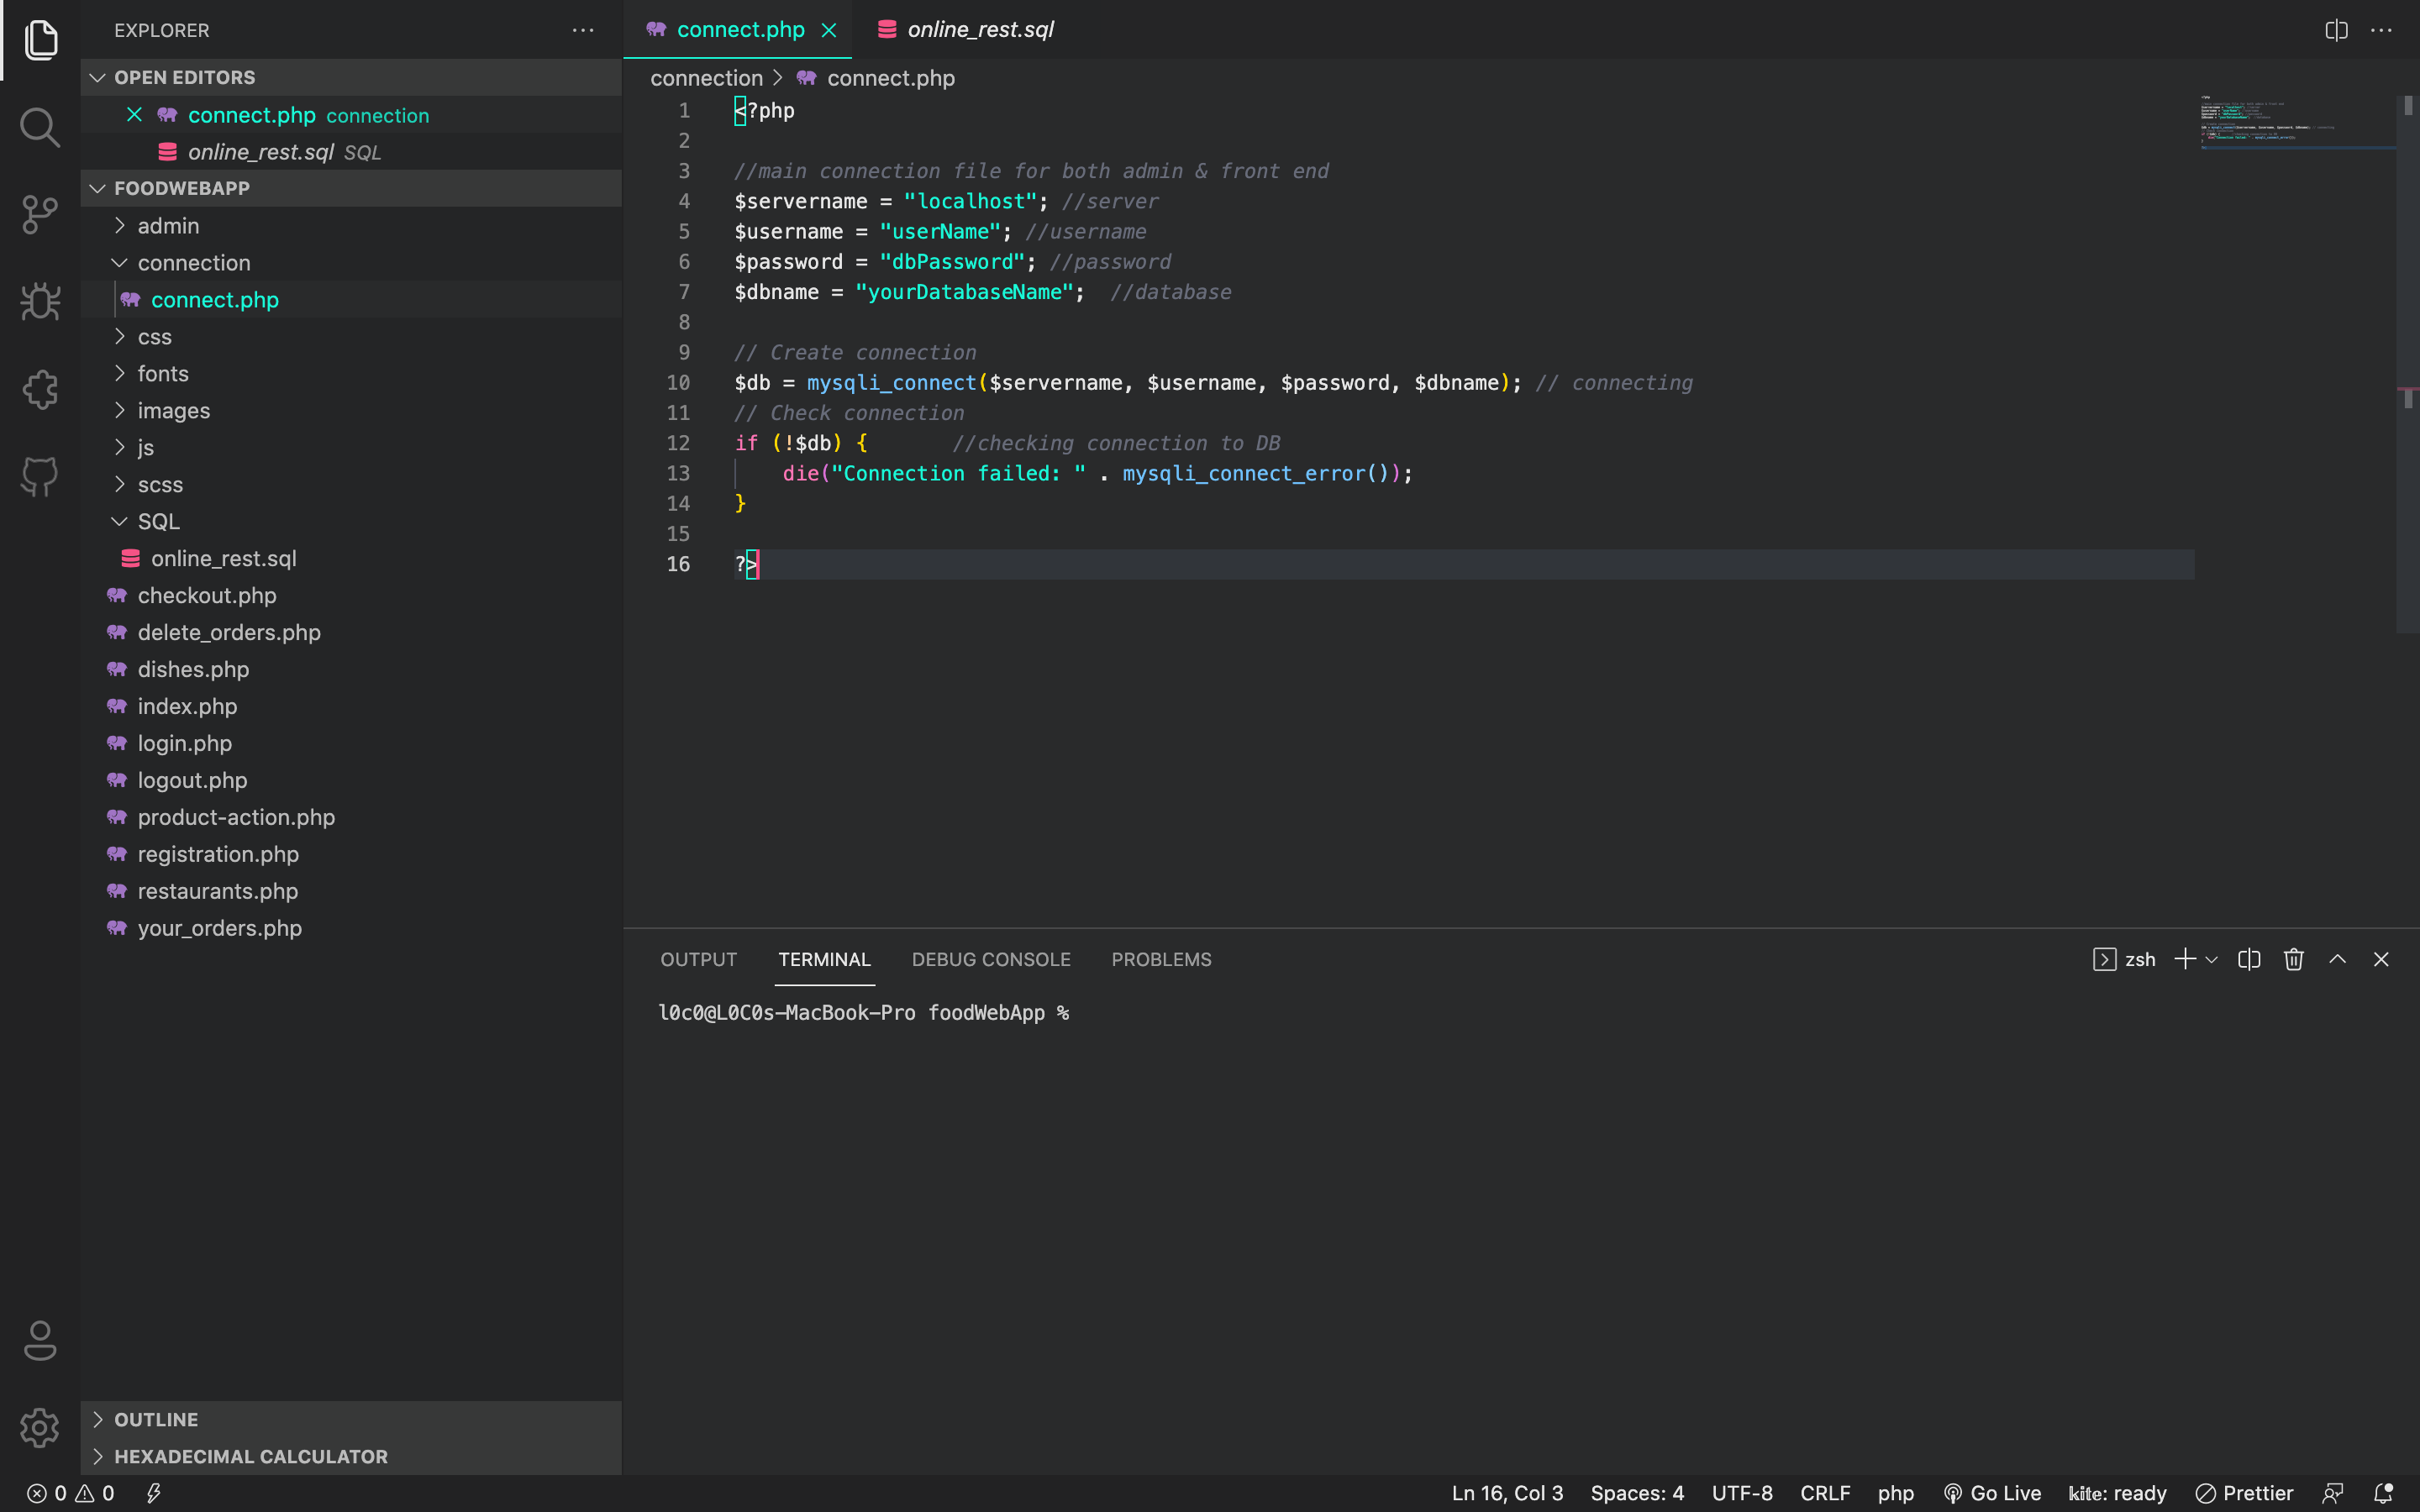 EXPLORER
OPEN EDITORS
connect.php connection
online_rest.sql SQL
FOODWEBAPP
admin
connection
connect.php
css
fonts
images
js
scss
SQL
online_rest.sql
checkout.php
delete_orders.php
dishes.php
index.php
login.php
logout.php
product-action.php
registration.php
restaurants.php
your_orders.php
OUTLINE
HEXADECIMAL CALCULATOR
connect.php online_rest.sql
connection > connect.php
1 <?php
2
3 //main connection file for both admin & front end
4 $servername = "localhost"; //server
5 $username = "userName"; //username
6 $password = "dbPassword"; //password
7 $dbname = "yourDatabaseName";  //database
8
9 // Create connection
10 $db = mysqli_connect($servername, $username, $password, $dbname); // connecting
11 // Check connection
12 if (!$db) {       //checking connection to DB
13     die("Connection failed: " . mysqli_connect_error());
14 }
15
16 ?>
OUTPUT TERMINAL DEBUG CONSOLE PROBLEMS zsh
l0c0@L0C0s-MacBook-Pro foodWebApp %
0 0 Ln 16, Col 3 Spaces: 4 UTF-8 CRLF php Go Live kite: ready Prettier